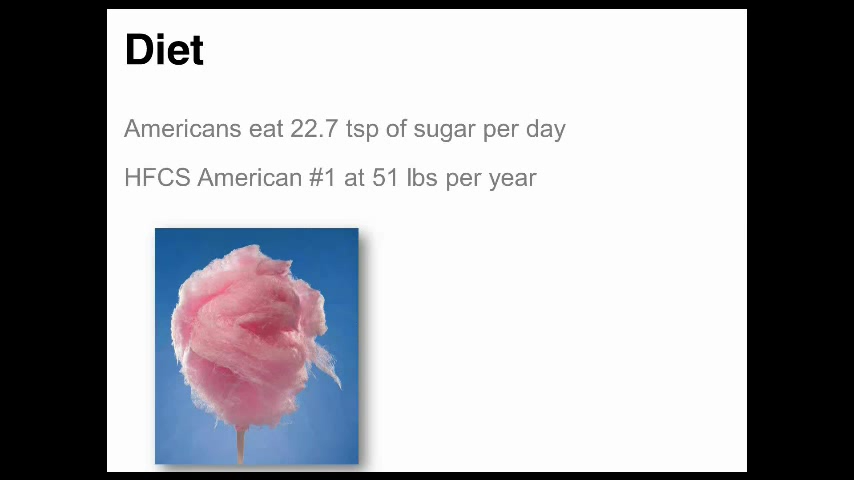 Diet
Americans eat 22.7 tsp of sugar per day
HFCS American #1 at 51 lbs per year